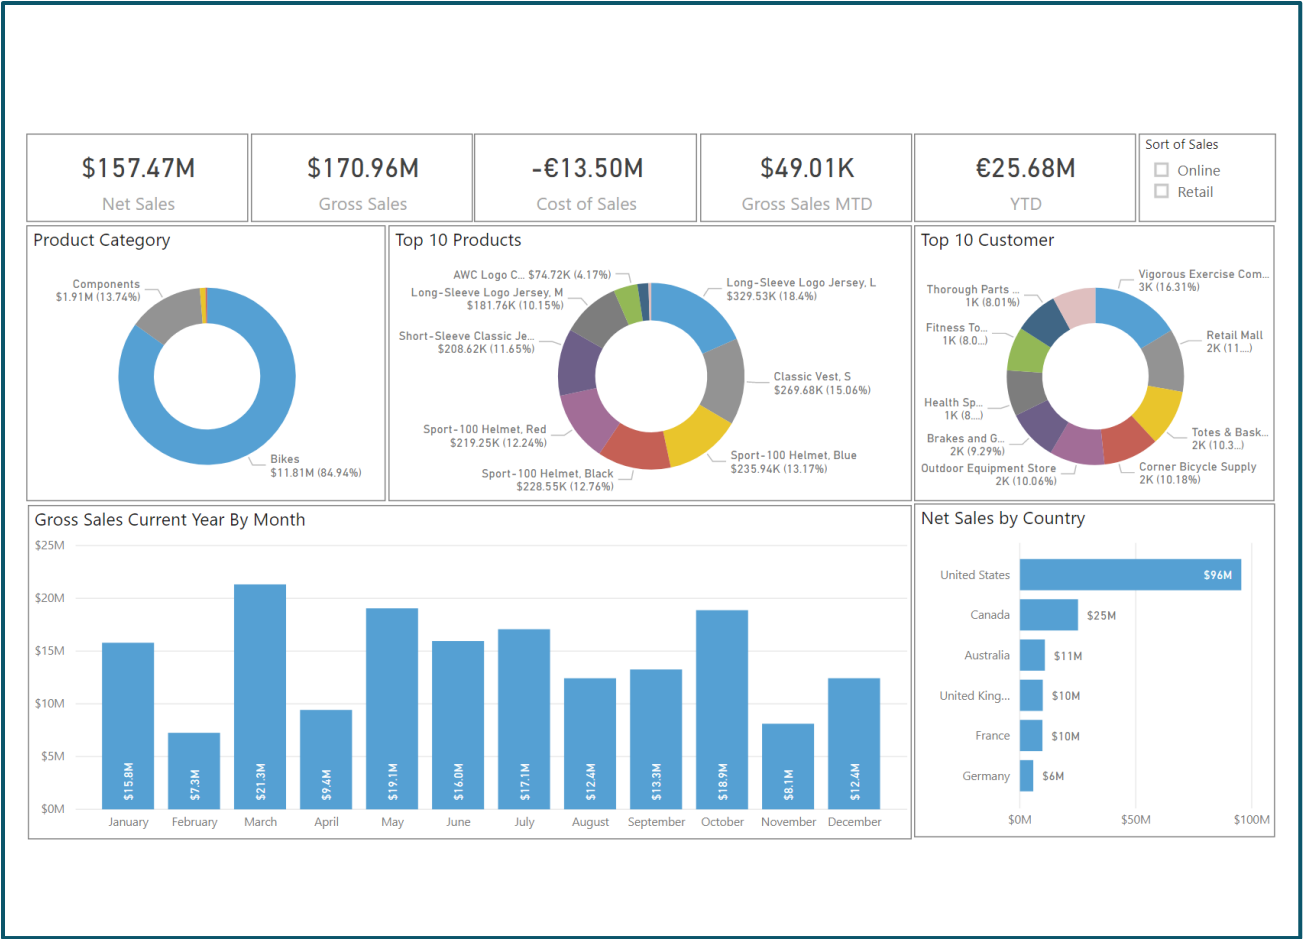 $157.47M
Net Sales
$170.96M
Gross Sales
-€13.50M
Cost of Sales
$49.01K
Gross Sales MTD
€25.68M
YTD
Sort of Sales
Online
Retail
Product Category
Components
$1.91M (13.74%)
Bikes
$11.81M (84.94%)
Top 10 Products
AWC Logo C... $74.72K (4.17%)
Long-Sleeve Logo Jersey, M
$181.76K (10.15%)
Short-Sleeve Classic Je...
$208.62K (11.65%)
Sport-100 Helmet, Red
$219.25K (12.24%)
Sport-100 Helmet, Black
$228.55K (12.76%)
Long-Sleeve Logo Jersey, L
$329.53K (18.4%)
Classic Vest, S
$269.68K (15.06%)
Sport-100 Helmet, Blue
$235.94K (13.17%)
Top 10 Customer
Thorough Parts ...
1K (8.01%)
Fitness To...
1K (8.0...)
Health Sp...
1K (8....)
Brakes and G...
2K (9.29%)
Outdoor Equipment Store
2K (10.06%)
Vigorous Exercise Com...
3K (16.31%)
Retail Mall
2K (11....)
Totes & Bask...
2K (10.3...)
Corner Bicycle Supply
2K (10.18%)
Gross Sales Current Year By Month
$25M
$20M
$15M
$10M
$5M
$0M
$15.8M
$7.3M
$21.3M
$9.4M
$19.1M
$16.0M
$17.1M
$12.4M
$13.3M
$18.9M
$8.1M
$12.4M
January
February
March
April
May
June
July
August
September
October
November
December
Net Sales by Country
United States
$96M
Canada
$25M
Australia
$11M
United King...
$10M
France
$10M
Germany
$6M
$0M
$50M
$100M